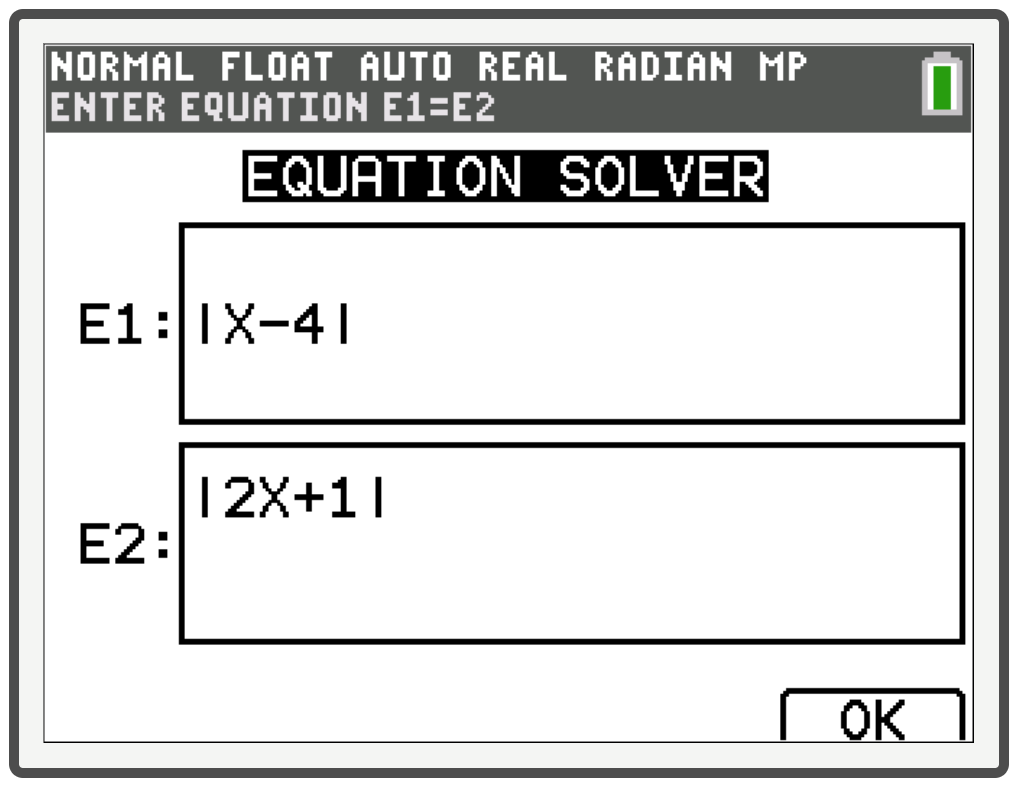 NORMAL FLOAT AUTO REAL RADIAN MP
ENTER EQUATION E1=E2
EQUATION SOLVER
E1: |X-4|
E2: |2X+1|
OK